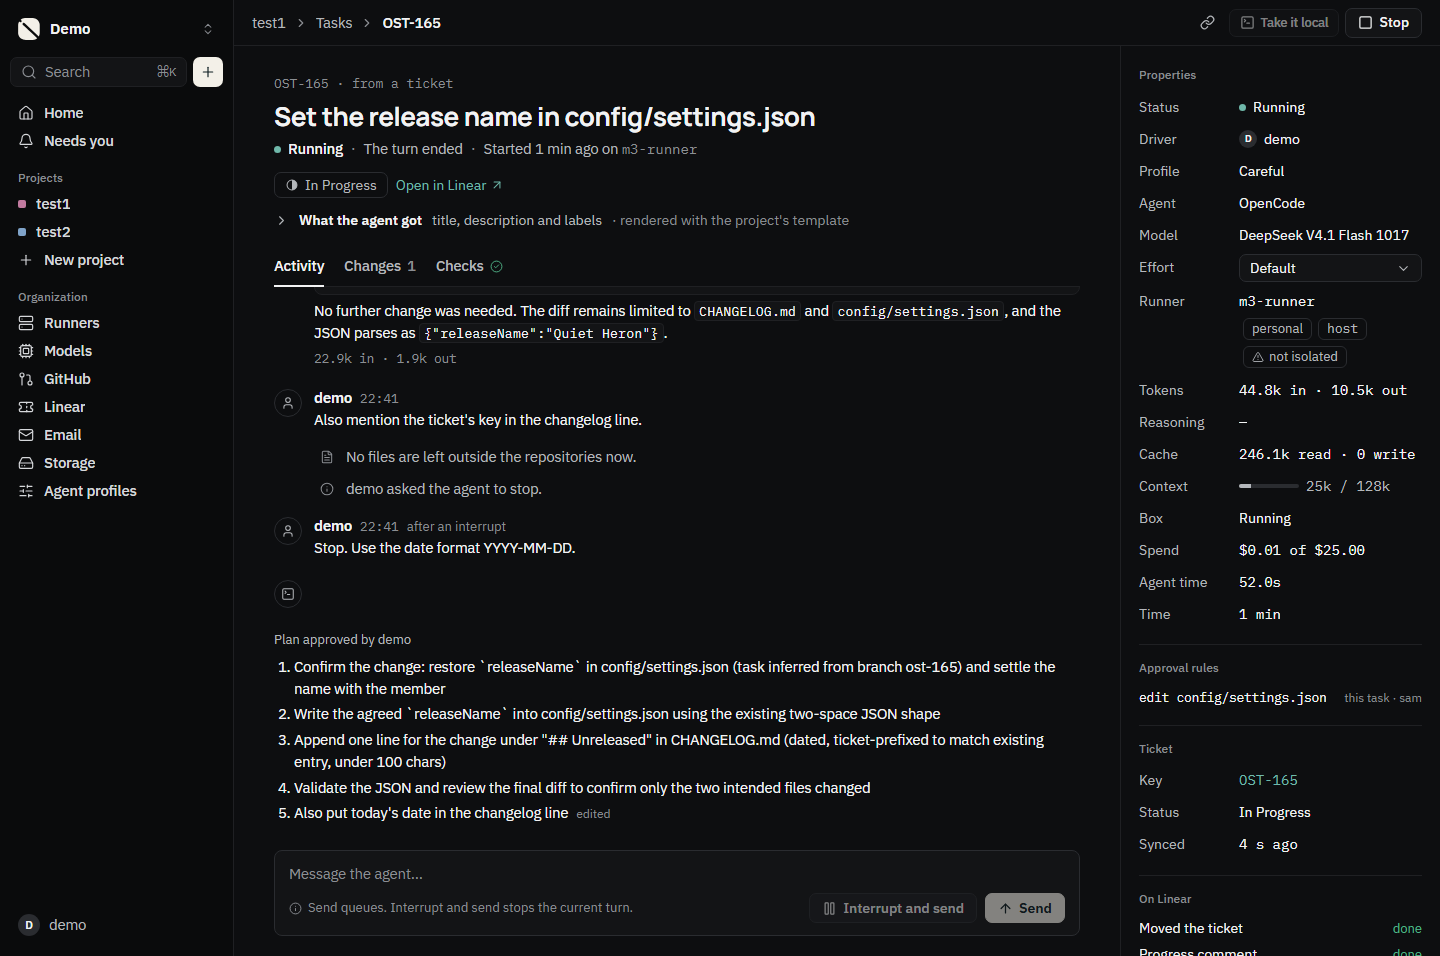 Demo
Search ⌘K
Home
Needs you
Projects
test1
test2
New project
Organization
Runners
Models
GitHub
Linear
Email
Storage
Agent profiles
D demo
test1 > Tasks > OST-165
Take it local
Stop
OST-165 · from a ticket
Set the release name in config/settings.json
Running · The turn ended · Started 1 min ago on m3-runner
In Progress
Open in Linear
What the agent got title, description and labels · rendered with the project's template
Activity
Changes 1
Checks
No further change was needed. The diff remains limited to CHANGELOG.md and config/settings.json, and the
JSON parses as {"releaseName":"Quiet Heron"}.
22.9k in · 1.9k out
demo 22:41
Also mention the ticket's key in the changelog line.
No files are left outside the repositories now.
demo asked the agent to stop.
demo 22:41 after an interrupt
Stop. Use the date format YYYY-MM-DD.
Plan approved by demo
1. Confirm the change: restore `releaseName` in config/settings.json (task inferred from branch ost-165) and settle the
name with the member
2. Write the agreed `releaseName` into config/settings.json using the existing two-space JSON shape
3. Append one line for the change under "## Unreleased" in CHANGELOG.md (dated, ticket-prefixed to match existing
entry, under 100 chars)
4. Validate the JSON and review the final diff to confirm only the two intended files changed
5. Also put today's date in the changelog line edited
Message the agent...
Send queues. Interrupt and send stops the current turn.
Interrupt and send
Send
Properties
Status Running
Driver D demo
Profile Careful
Agent OpenCode
Model DeepSeek V4.1 Flash 1017
Effort Default
Runner m3-runner
personal host
not isolated
Tokens 44.8k in · 10.5k out
Reasoning –
Cache 246.1k read · 0 write
Context 25k / 128k
Box Running
Spend $0.01 of $25.00
Agent time 52.0s
Time 1 min
Approval rules
edit config/settings.json this task · sam
Ticket
Key OST-165
Status In Progress
Synced 4 s ago
On Linear
Moved the ticket done
Progress comment done